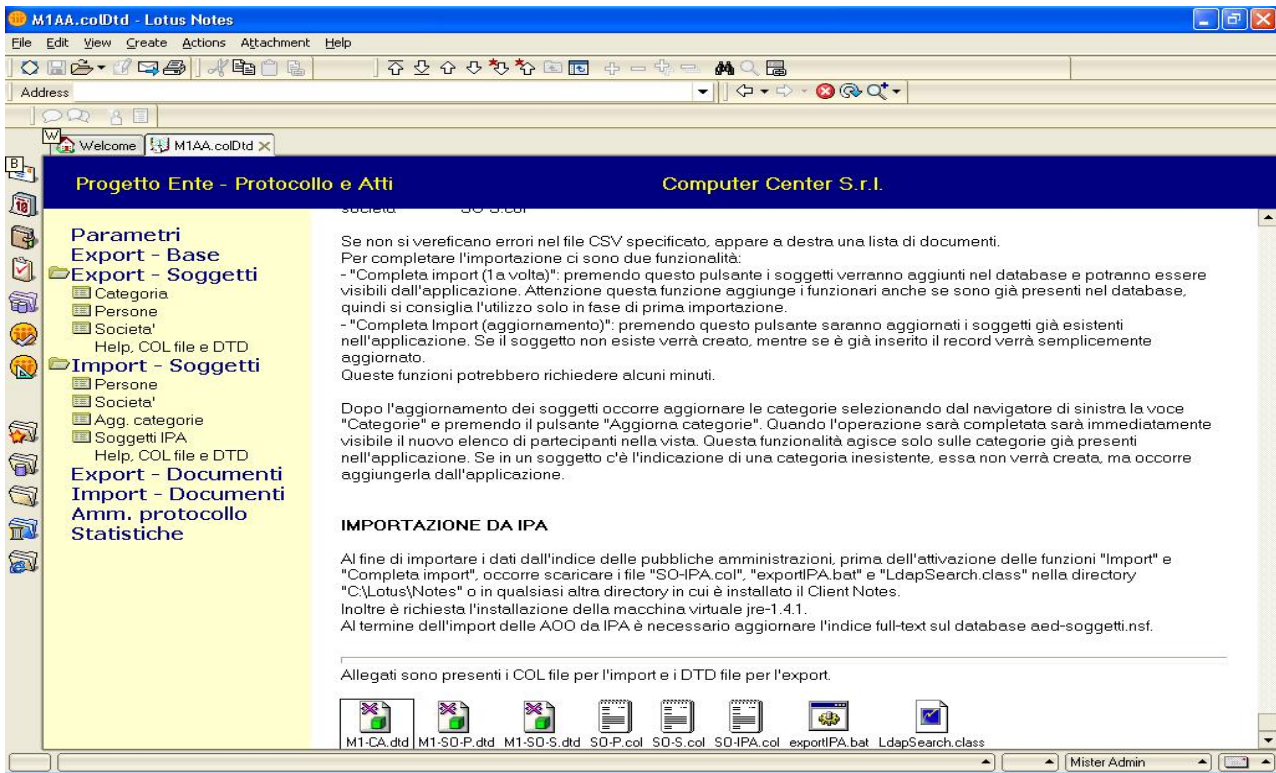 M1AA.colDtd - Lotus Notes
File Edit View Create Actions Attachment Help
Address
W
Welcome M1AA.colDtd
B
Progetto Ente - Protocollo e Atti Computer Center S.r.l.
Parametri
Export - Base
Export - Soggetti
Categoria
Persone
Societa'
Help, COL file e DTD
Import - Soggetti
Persone
Societa'
Agg. categorie
Soggetti IPA
Help, COL file e DTD
Export - Documenti
Import - Documenti
Amm. protocollo
Statistiche
società SO-S.col
Se non si vereficano errori nel file CSV specificato, appare a destra una lista di documenti.
Per completare l'importazione ci sono due funzionalità:
- "Completa import (1a volta)": premendo questo pulsante i soggetti verranno aggiunti nel database e potranno essere
visibili dall'applicazione. Attenzione questa funzione aggiunge i funzionari anche se sono già presenti nel database,
quindi si consiglia l'utilizzo solo in fase di prima importazione.
- "Completa Import (aggiornamento)": premendo questo pulsante saranno aggiornati i soggetti già esistenti
nell'applicazione. Se il soggetto non esiste verrà creato, mentre se è già inserito il record verrà semplicemente
aggiornato.
Queste funzioni potrebbero richiedere alcuni minuti.
Dopo l'aggiornamento dei soggetti occorre aggiornare le categorie selezionando dal navigatore di sinistra la voce
"Categorie" e premendo il pulsante "Aggiorna categorie". Quando l'operazione sarà completata sarà immediatamente
visibile il nuovo elenco di partecipanti nella vista. Questa funzionalità agisce solo sulle categorie già presenti
nell'applicazione. Se in un soggetto c'è l'indicazione di una categoria inesistente, essa non verrà creata, ma occorre
aggiungerla dall'applicazione.
IMPORTAZIONE DA IPA
Al fine di importare i dati dall'indice delle pubbliche amministrazioni, prima dell'attivazione delle funzioni "Import" e
"Completa import", occorre scaricare i file "SO-IPA.col", "exportIPA.bat" e "LdapSearch.class" nella directory
"C:\Lotus\Notes" o in qualsiasi altra directory in cui è installato il Client Notes.
Inoltre è richiesta l'installazione della macchina virtuale jre-1.4.1.
Al termine dell'import delle AOO da IPA è necessario aggiornare l'indice full-text sul database aed-soggetti.nsf.
Allegati sono presenti i COL file per l'import e i DTD file per l'export.
M1-CA.dtd M1-SO-P.dtd M1-SO-S.dtd SO-P.col SO-S.col SO-IPA.col exportIPA.bat LdapSearch.class
Mister Admin